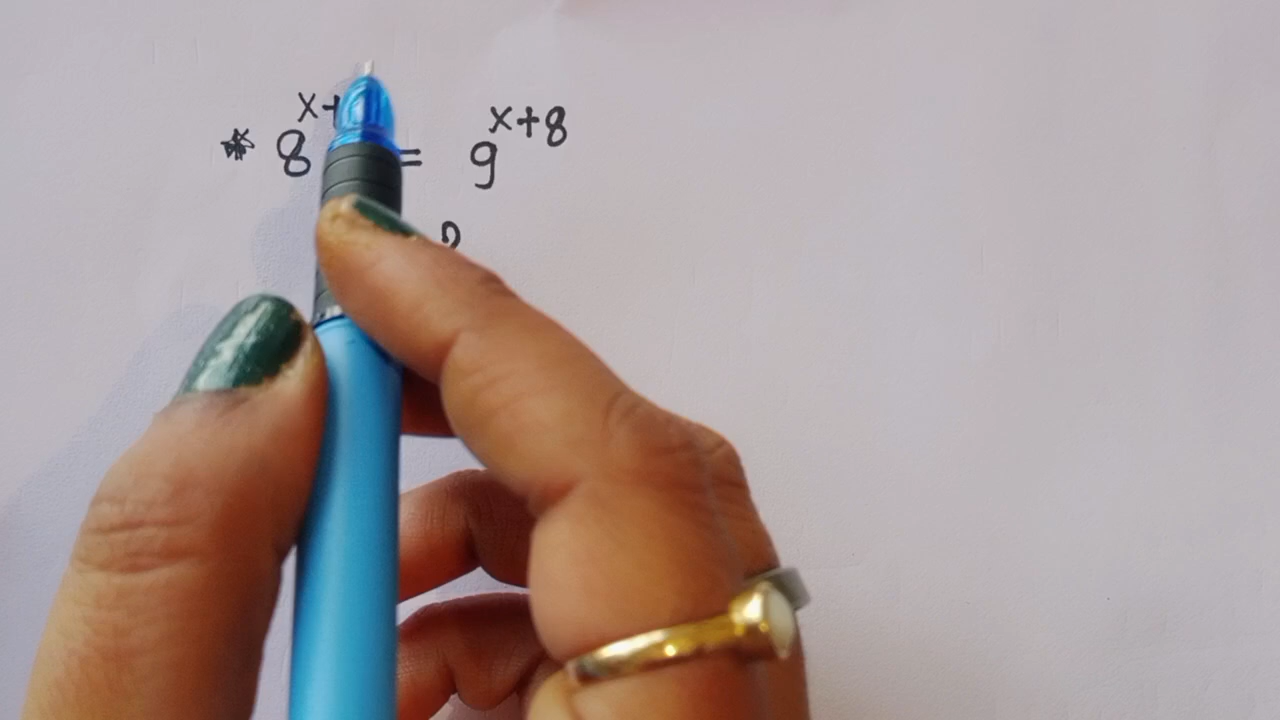 * 8^x+ = 9^x+8
?